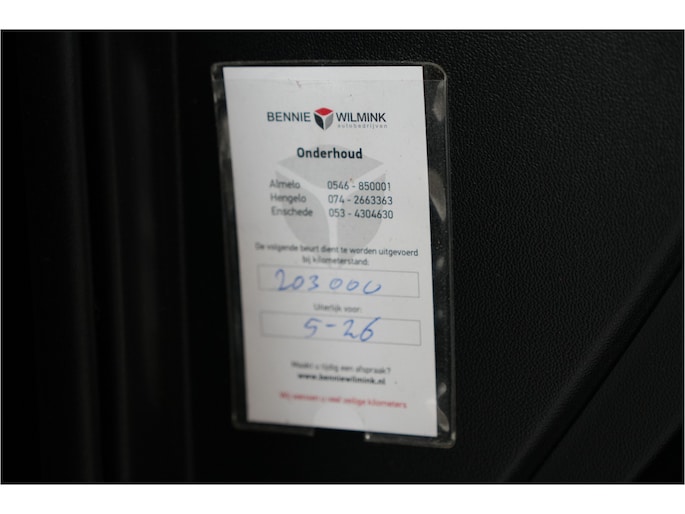 BENNIE WILMINK
autobedrijven
Onderhoud
Almelo 0546 - 850001
Hengelo 074 - 2663363
Enschede 053 - 4304630
De volgende beurt dient te worden uitgevoerd
bij kilometerstand:
203000
Uiterlijk voor:
5-26
Maakt u tijdig een afspraak?
www.benniewilmink.nl
Wij wensen u veel veilige kilometers